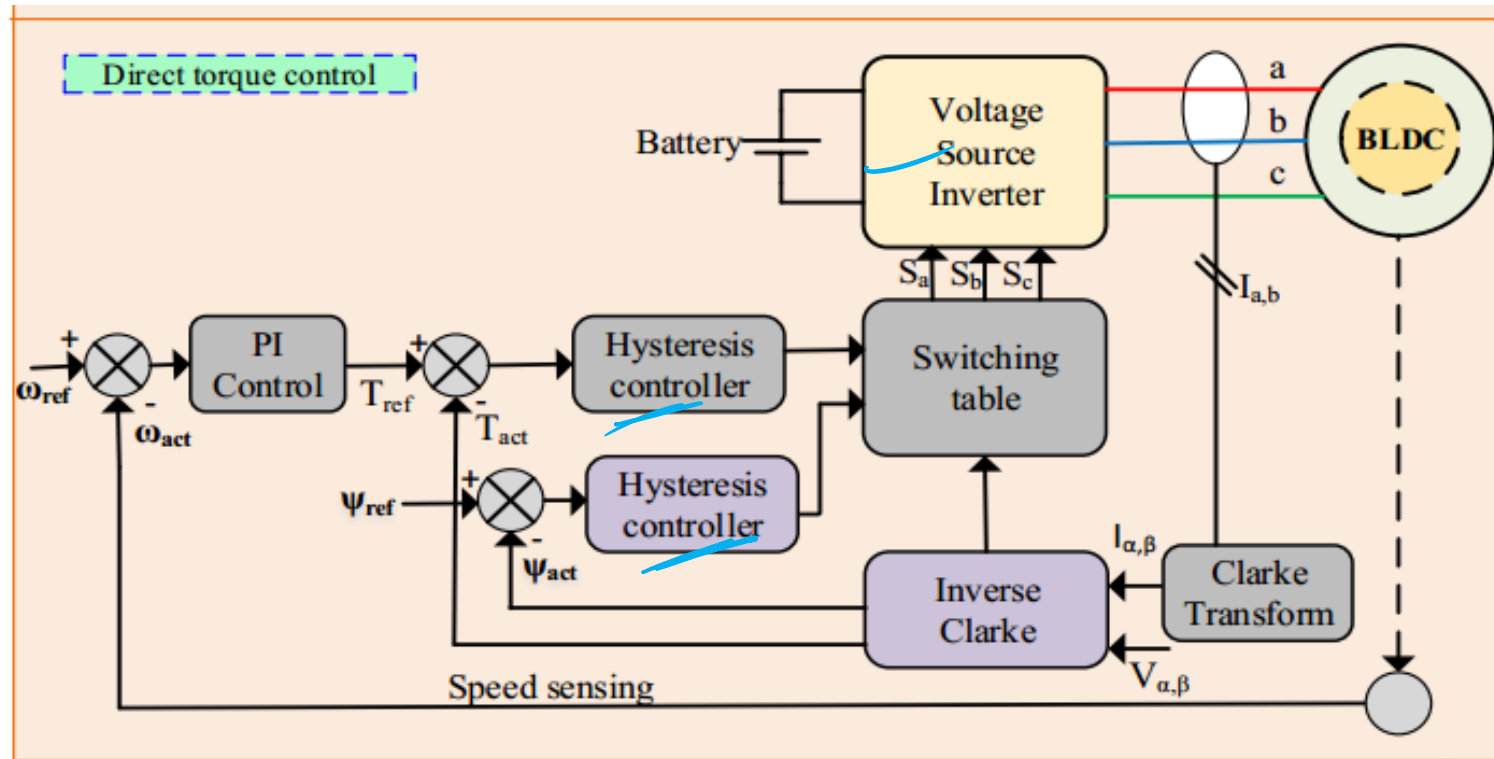 Direct torque control
Battery
Voltage
Source
Inverter
a
b
c
BLDC
Sa
Sb
Sc
Ia,b
+
ωref
-
ωact
PI
Control
Tref
+
-
Tact
Hysteresis
controller
Switching
table
ψref
+
-
ψact
Hysteresis
controller
Inverse
Clarke
Iα,β
Vα,β
Clarke
Transform
Speed sensing